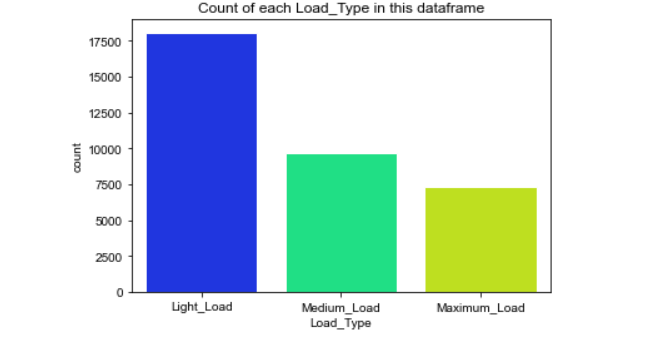 Count of each Load_Type in this dataframe
17500
15000
12500
10000
7500
5000
2500
0
count
Light_Load Medium_Load Maximum_Load
Load_Type